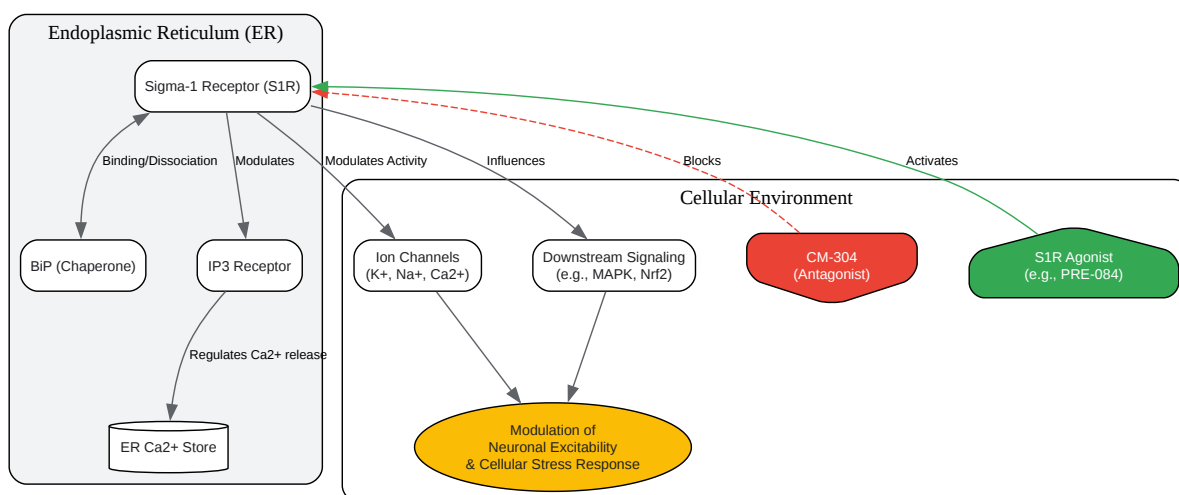 Endoplasmic Reticulum (ER)
Sigma-1 Receptor (S1R)
Binding/Dissociation
Modulates
Modulates Activity
Influences
Blocks
Activates
Cellular Environment
BiP (Chaperone)
IP3 Receptor
Ion Channels
(K+, Na+, Ca2+)
Downstream Signaling
(e.g., MAPK, Nrf2)
CM-304
(Antagonist)
S1R Agonist
(e.g., PRE-084)
Regulates Ca2+ release
ER Ca2+ Store
Modulation of
Neuronal Excitability
& Cellular Stress Response